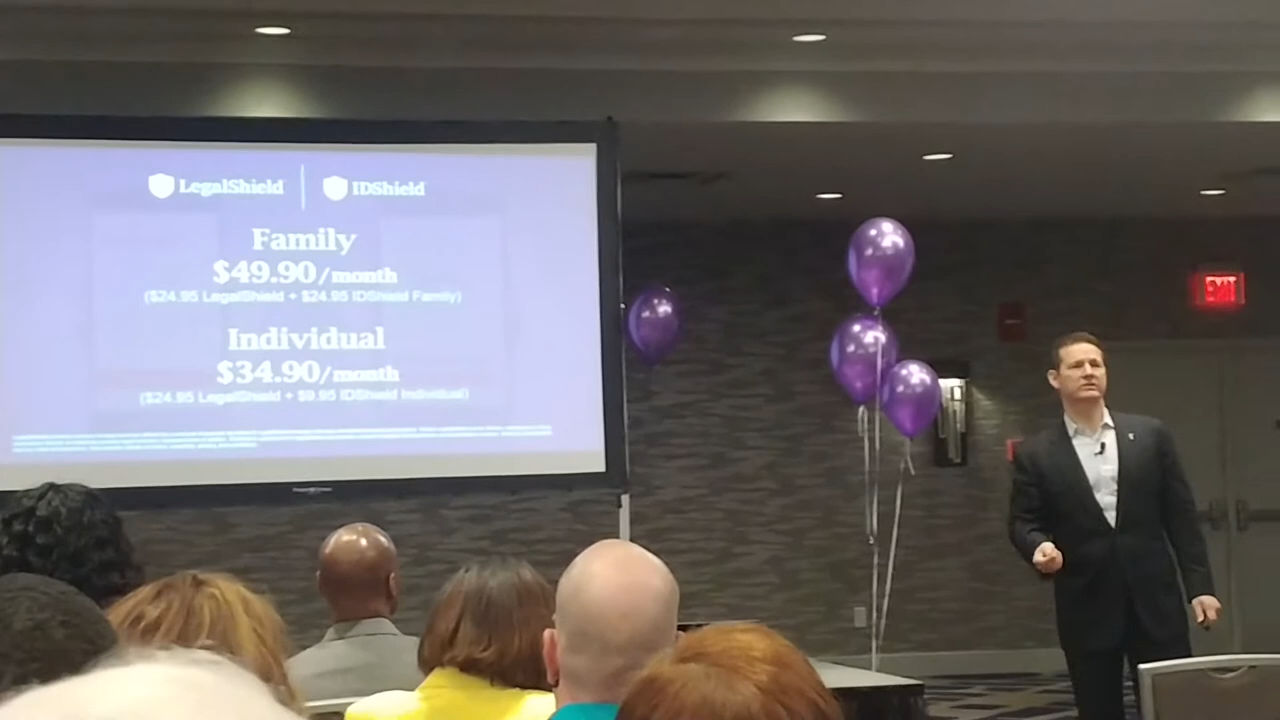 LegalShield | IDShield
Family
$49.90/month
($24.95 LegalShield + $24.95 IDShield Family)
Individual
$34.90/month
($24.95 LegalShield + $9.95 IDShield Individual)
EXIT